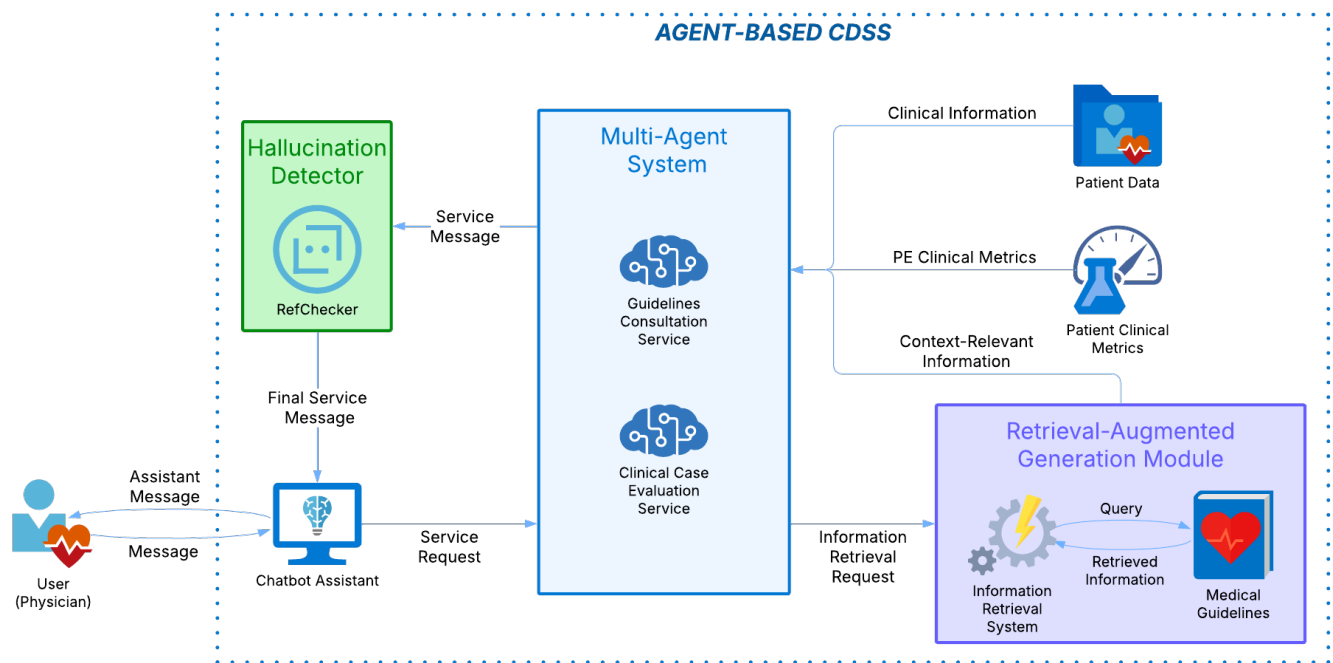 AGENT-BASED CDSS
Hallucination
Detector
RefChecker
Service
Message
Multi-Agent
System
Guidelines
Consultation
Service
Clinical Case
Evaluation
Service
Clinical Information
Patient Data
PE Clinical Metrics
Patient Clinical
Metrics
Context-Relevant
Information
Final Service
Message
Assistant
Message
Message
User
(Physician)
Chatbot Assistant
Service
Request
Information
Retrieval
Request
Retrieval-Augmented
Generation Module
Query
Retrieved
Information
Information
Retrieval
System
Medical
Guidelines